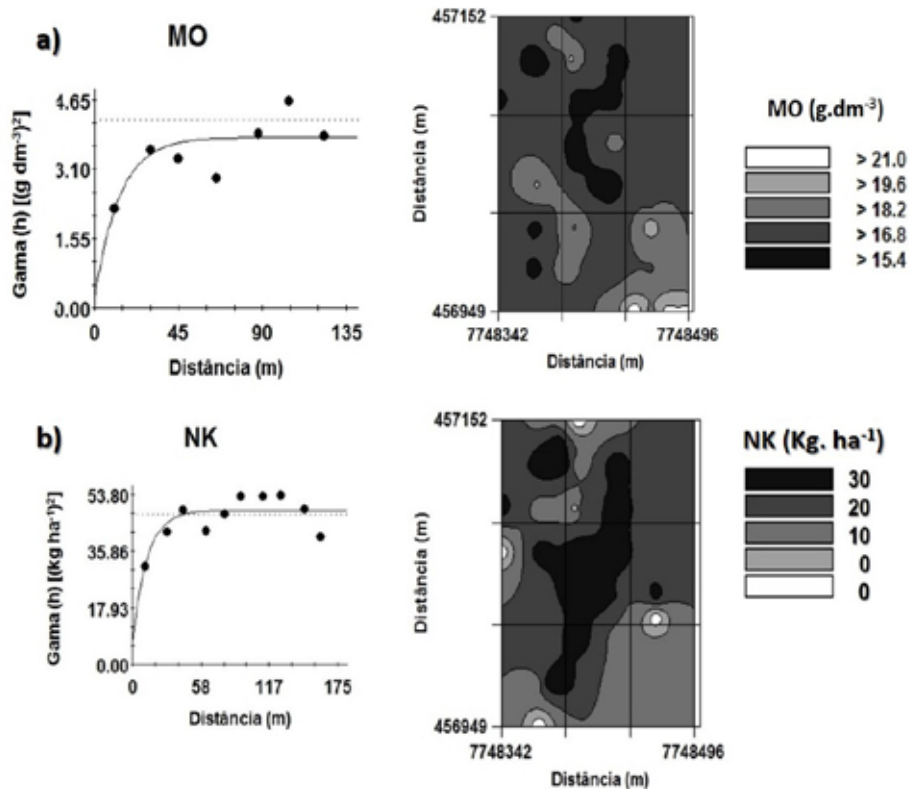 a)
MO
Gama (h) [(g dm-3)2]
4.65
3.10
1.55
0.00
0
45
90
135
Distância (m)
457152
Distância (m)
456949
7748342
7748496
Distância (m)
MO (g.dm-3)
> 21.0
> 19.6
> 18.2
> 16.8
> 15.4
b)
NK
Gama (h) [(kg ha-1)2]
53.80
35.86
17.93
0.00
0
58
117
175
Distância (m)
457152
Distância (m)
456949
7748342
7748496
Distância (m)
NK (Kg. ha-1)
30
20
10
0
0